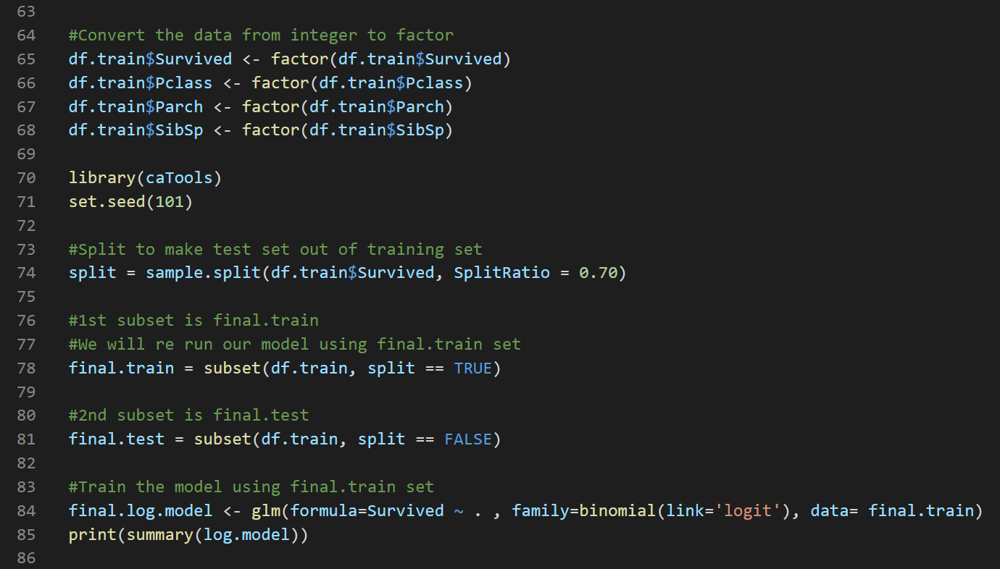 63
64 #Convert the data from integer to factor
65 df.train$Survived <- factor(df.train$Survived)
66 df.train$Pclass <- factor(df.train$Pclass)
67 df.train$Parch <- factor(df.train$Parch)
68 df.train$SibSp <- factor(df.train$SibSp)
69
70 library(caTools)
71 set.seed(101)
72
73 #Split to make test set out of training set
74 split = sample.split(df.train$Survived, SplitRatio = 0.70)
75
76 #1st subset is final.train
77 #We will re run our model using final.train set
78 final.train = subset(df.train, split == TRUE)
79
80 #2nd subset is final.test
81 final.test = subset(df.train, split == FALSE)
82
83 #Train the model using final.train set
84 final.log.model <- glm(formula=Survived ~ . , family=binomial(link='logit'), data= final.train)
85 print(summary(log.model))
86